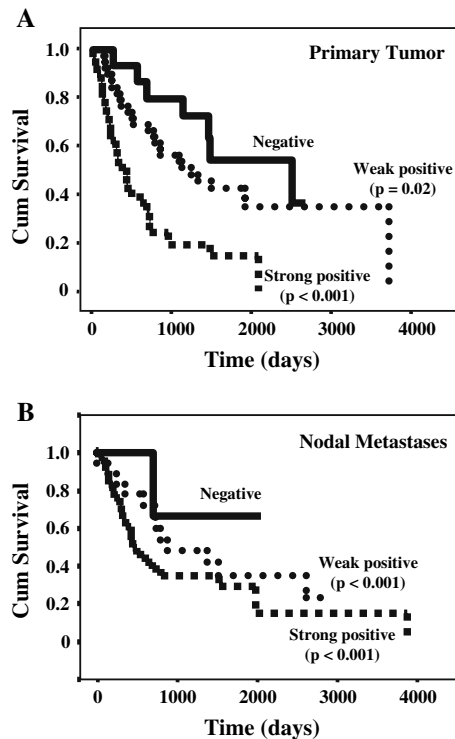 A
Primary Tumor
Cum Survival
1.0
0.8
0.6
0.4
0.2
0
Negative
Weak positive
(p = 0.02)
Strong positive
(p < 0.001)
0 1000 2000 3000 4000
Time (days)
B
Nodal Metastases
Cum Survival
1.0
0.8
0.6
0.4
0.2
0
Negative
Weak positive
(p < 0.001)
Strong positive
(p < 0.001)
0 1000 2000 3000 4000
Time (days)